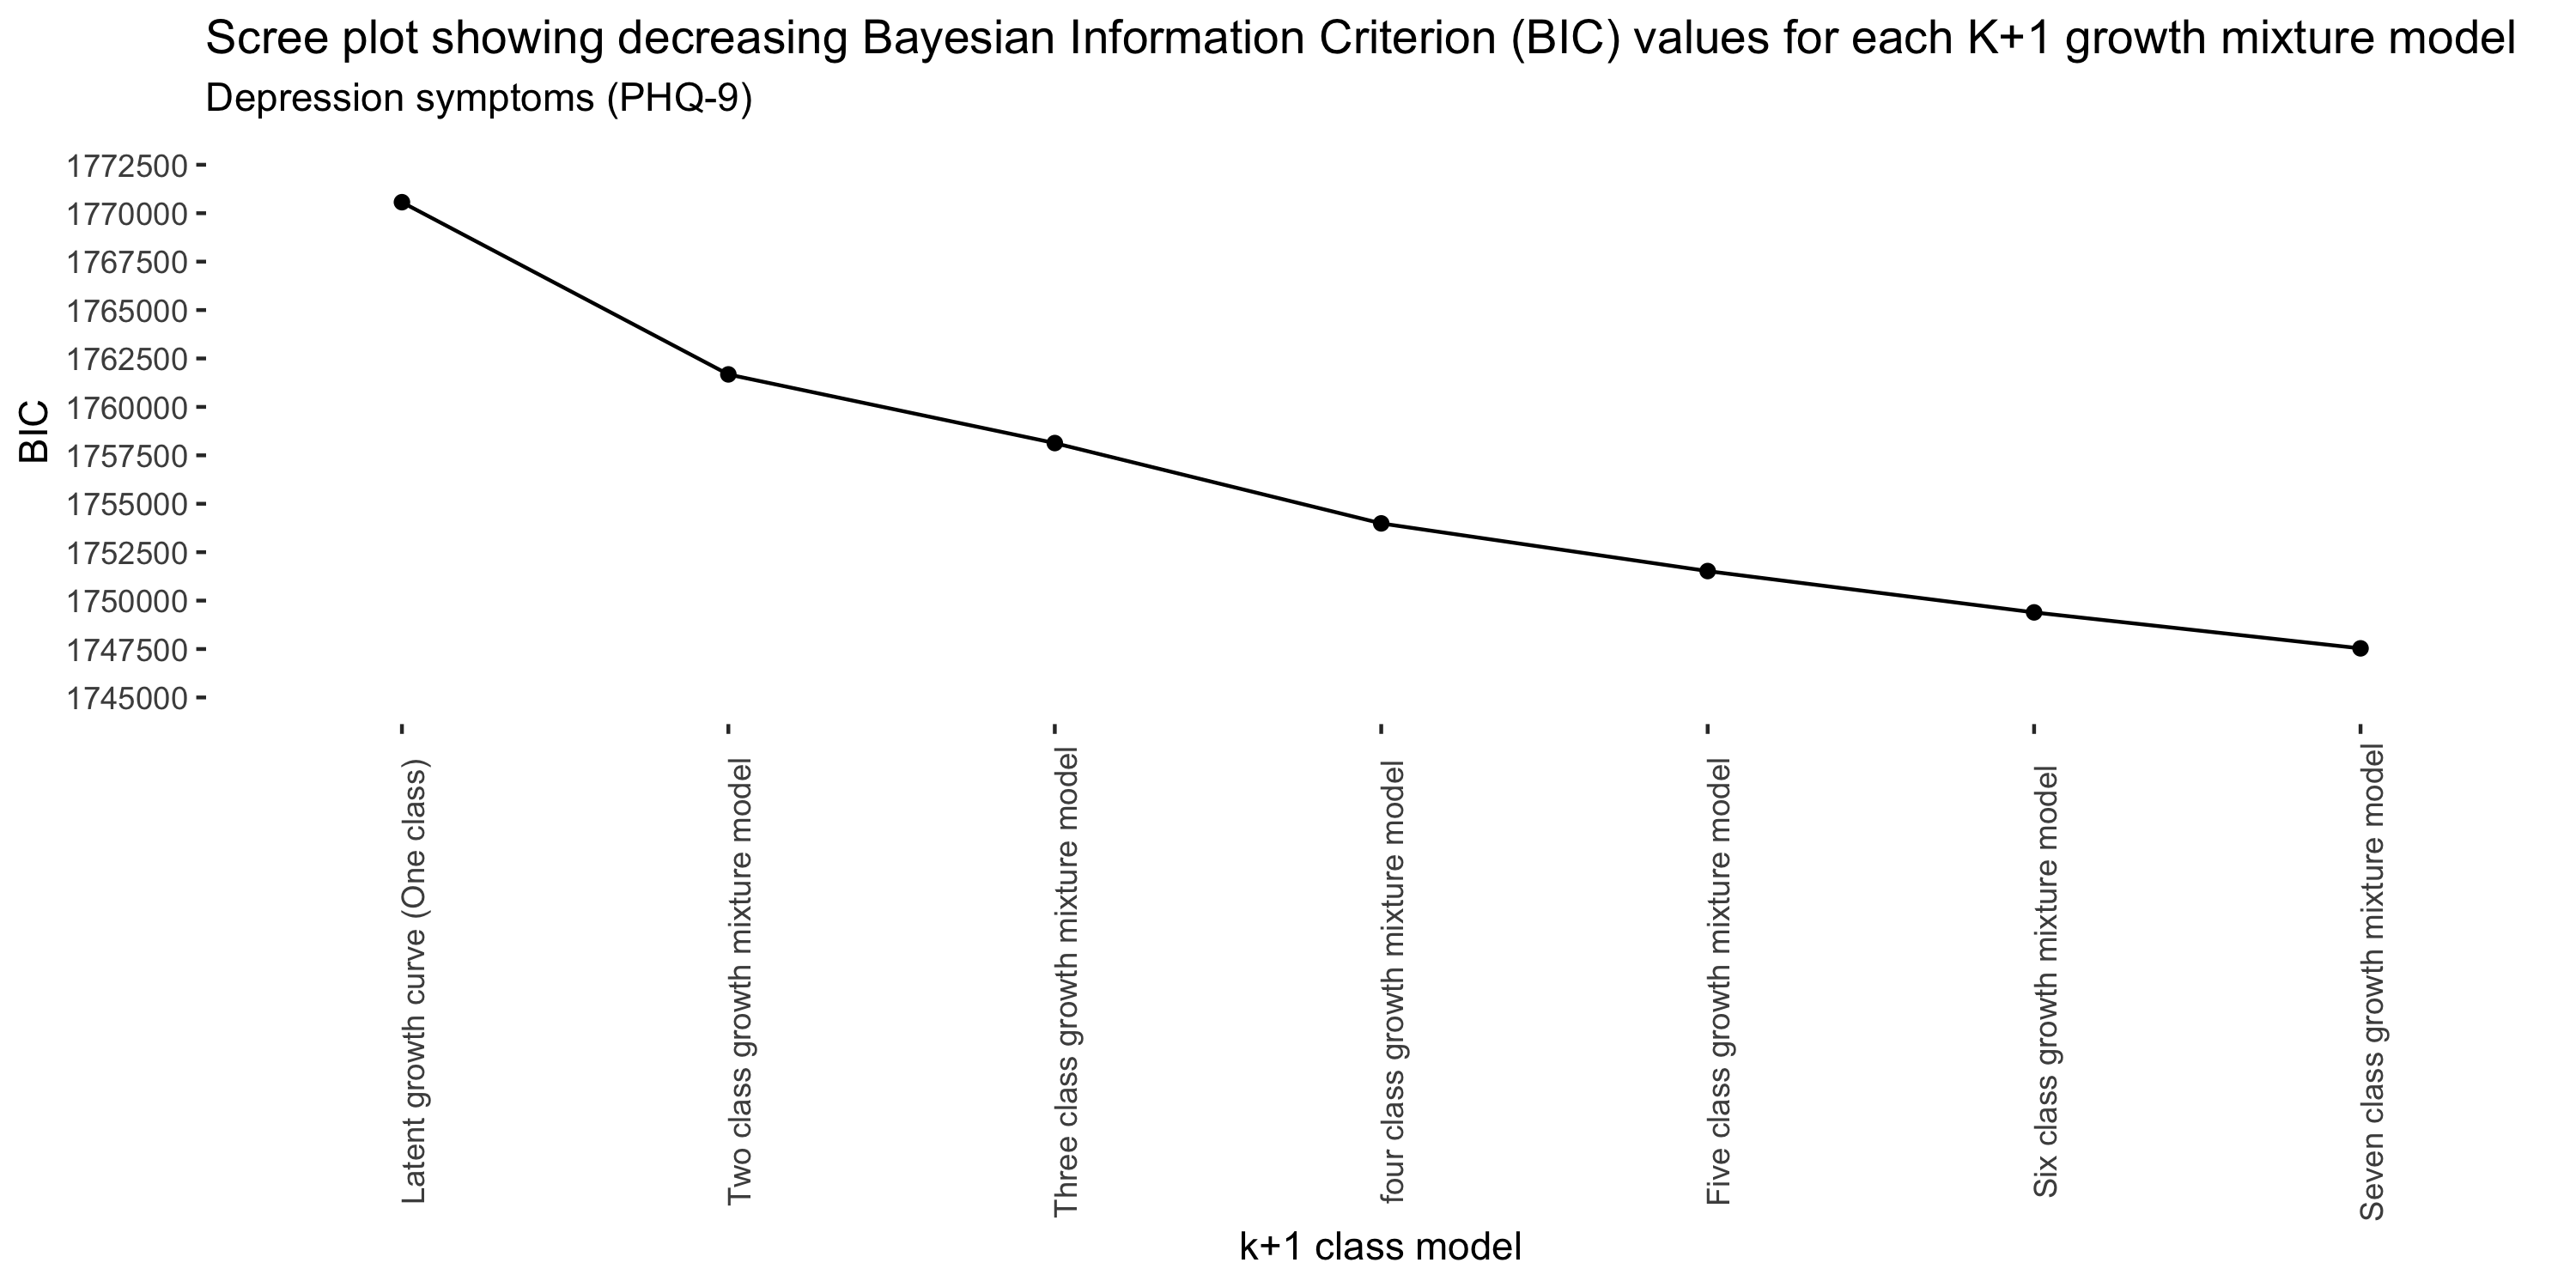 Scree plot showing decreasing Bayesian Information Criterion (BIC) values for each K+1 growth mixture model
Depression symptoms (PHQ-9)
BIC
1772500
1770000
1767500
1765000
1762500
1760000
1757500
1755000
1752500
1750000
1747500
1745000
Latent growth curve (One class)
Two class growth mixture model
Three class growth mixture model
four class growth mixture model
Five class growth mixture model
Six class growth mixture model
Seven class growth mixture model
k+1 class model